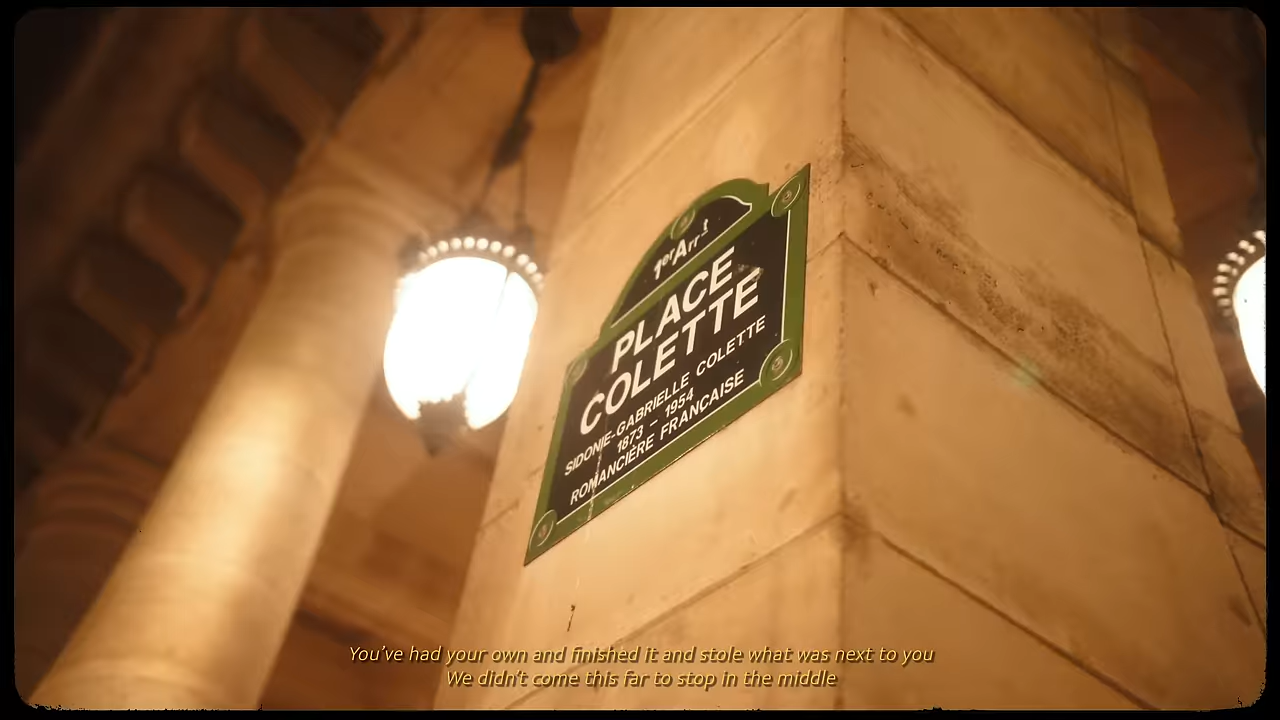 1er Arrt
PLACE
COLETTE
SIDONIE-GABRIELLE COLETTE
1873 – 1954
ROMANCIÈRE FRANÇAISE
You've had your own and finished it and stole what was next to you
We didn't come this far to stop in the middle